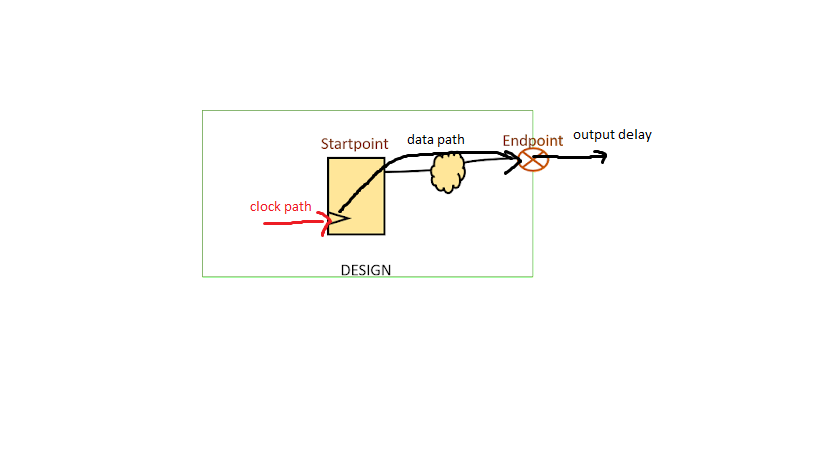 output delay
data path
Endpoint
Startpoint
clock path
DESIGN